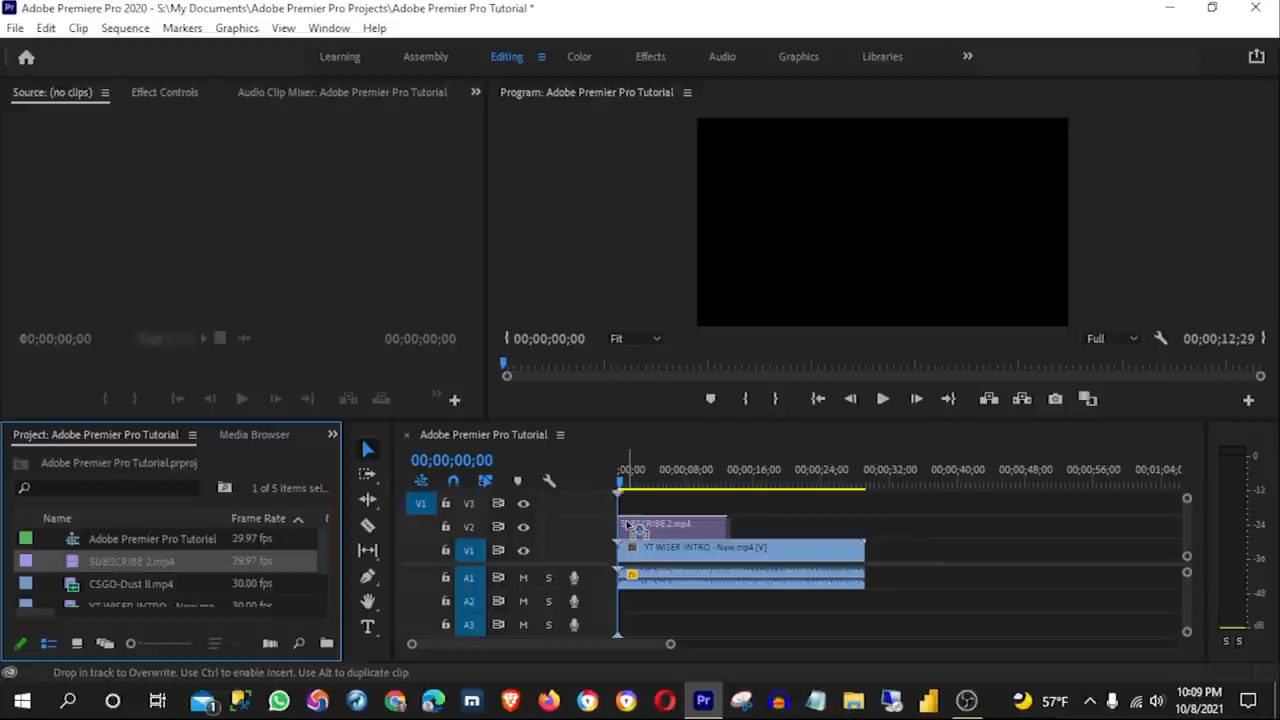 Adobe Premiere Pro 2020 - S:\My Documents\Adobe Premier Pro Projects\Adobe Premier Pro Tutorial *
File Edit Clip Sequence Markers Graphics View Window Help
Learning Assembly Editing Color Effects Audio Graphics Libraries
Source: (no clips) Effect Controls Audio Clip Mixer: Adobe Premier Pro Tutorial
Program: Adobe Premier Pro Tutorial
00;00;00;00 00;00;00;00
00;00;00;00 Fit Full 00;00;12;29
Project: Adobe Premier Pro Tutorial Media Browser
Adobe Premier Pro Tutorial.prproj
1 of 5 items sel...
Name Frame Rate
Adobe Premier Pro Tutorial 29.97 fps
SUBSCRIBE 2.mp4 29.97 fps
CSGO-Dust II.mp4 30.00 fps
YT WISER INTRO - New.mp 30.00 fps
Adobe Premier Pro Tutorial
00;00;00;00
;00;00 00;00;08;00 00;00;16;00 00;00;24;00 00;00;32;00 00;00;40;00 00;00;48;00 00;00;56;00 00;01;04;0
V1 V3
V2 SUBSCRIBE 2.mp4
V1 YT WISER INTRO - New.mp4 [V]
A1 M S
A2 M S
A3 M S
0
-12
-24
-36
-48
dB
S S
Drop in track to Overwrite. Use Ctrl to enable Insert. Use Alt to duplicate clip.
57°F
10:09 PM
10/8/2021